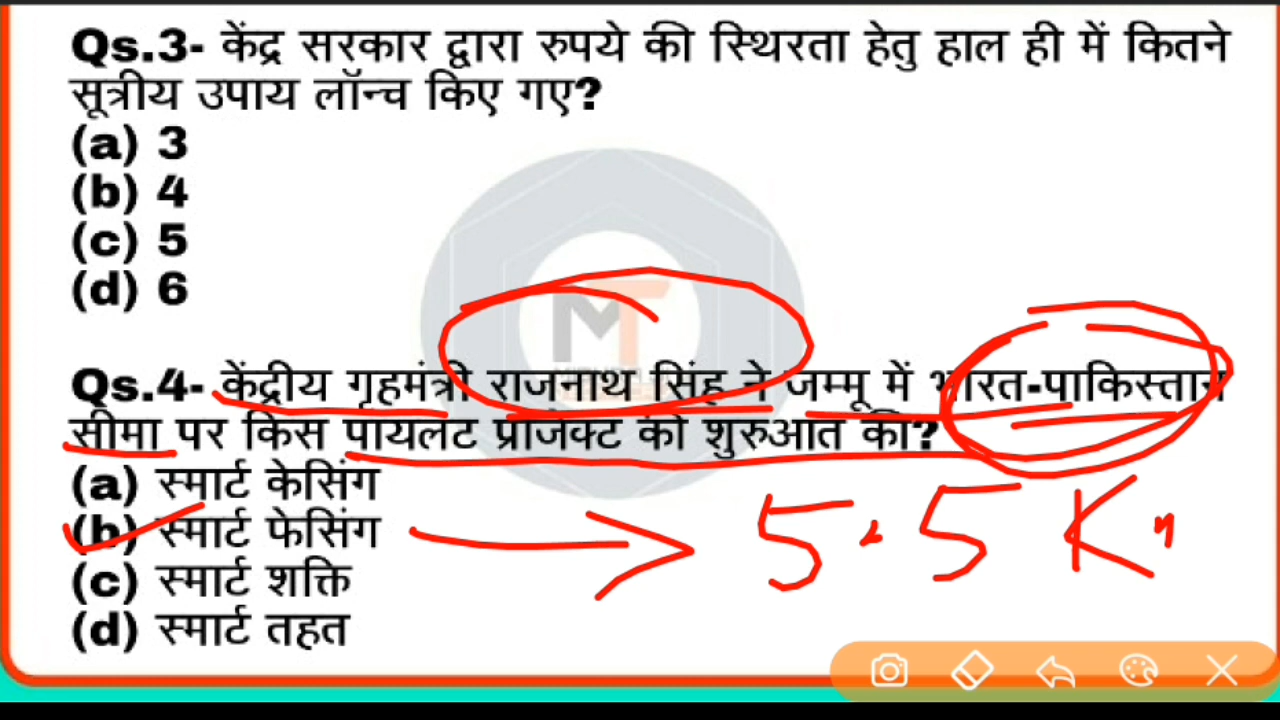 Qs.3- केंद्र सरकार द्वारा रुपये की स्थिरता हेतु हाल ही में कितने
सूत्रीय उपाय लॉन्च किए गए?
(a) 3
(b) 4
(c) 5
(d) 6
MT
Qs.4- केंद्रीय गृहमंत्री राजनाथ सिंह ने जम्मू में भारत-पाकिस्तान
सीमा पर किस पायलट प्रोजेक्ट की शुरुआत की?
(a) स्मार्ट केसिंग
(b) स्मार्ट फेसिंग
5.5 K
(c) स्मार्ट शक्ति
(d) स्मार्ट तहत